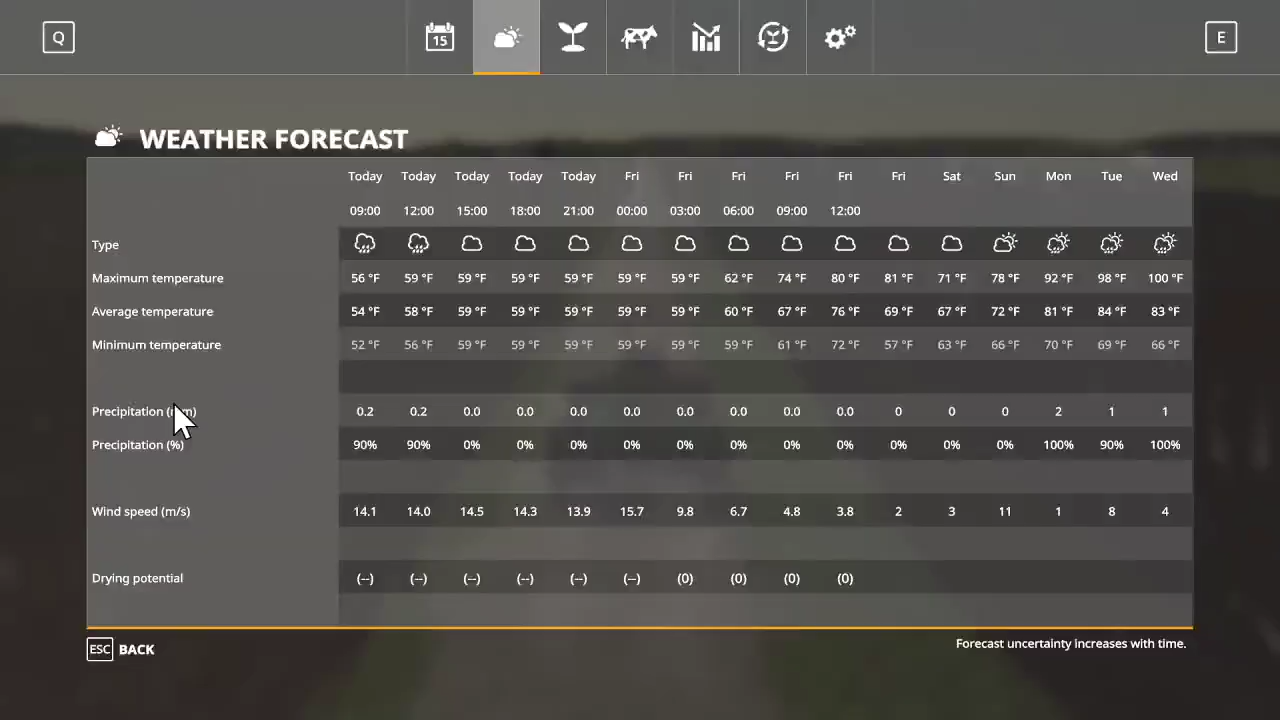 Q 15 E
WEATHER FORECAST
Today Today Today Today Today Fri Fri Fri Fri Fri Fri Sat Sun Mon Tue Wed
09:00 12:00 15:00 18:00 21:00 00:00 03:00 06:00 09:00 12:00
Type
Maximum temperature 56 °F 59 °F 59 °F 59 °F 59 °F 59 °F 59 °F 62 °F 74 °F 80 °F 81 °F 71 °F 78 °F 92 °F 98 °F 100 °F
Average temperature 54 °F 58 °F 59 °F 59 °F 59 °F 59 °F 59 °F 60 °F 67 °F 76 °F 69 °F 67 °F 72 °F 81 °F 84 °F 83 °F
Minimum temperature 52 °F 56 °F 59 °F 59 °F 59 °F 59 °F 59 °F 59 °F 61 °F 72 °F 57 °F 63 °F 66 °F 70 °F 69 °F 66 °F
Precipitation (mm) 0.2 0.2 0.0 0.0 0.0 0.0 0.0 0.0 0.0 0.0 0 0 0 2 1 1
Precipitation (%) 90% 90% 0% 0% 0% 0% 0% 0% 0% 0% 0% 0% 0% 100% 90% 100%
Wind speed (m/s) 14.1 14.0 14.5 14.3 13.9 15.7 9.8 6.7 4.8 3.8 2 3 11 1 8 4
Drying potential (--) (--) (--) (--) (--) (--) (0) (0) (0) (0)
ESC BACK
Forecast uncertainty increases with time.